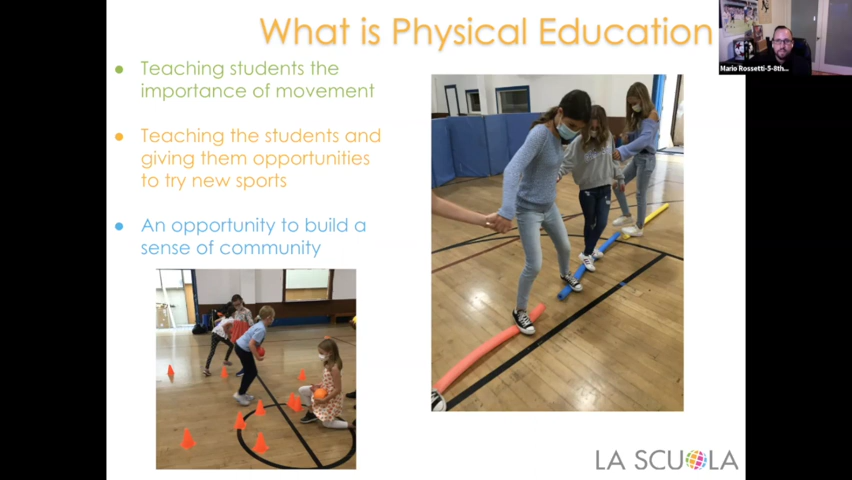 What is Physical Education
Mario Rossetti-5-8th...
Teaching students the
importance of movement
Teaching the students and
giving them opportunities
to try new sports
An opportunity to build a
sense of community
LA SCUOLA